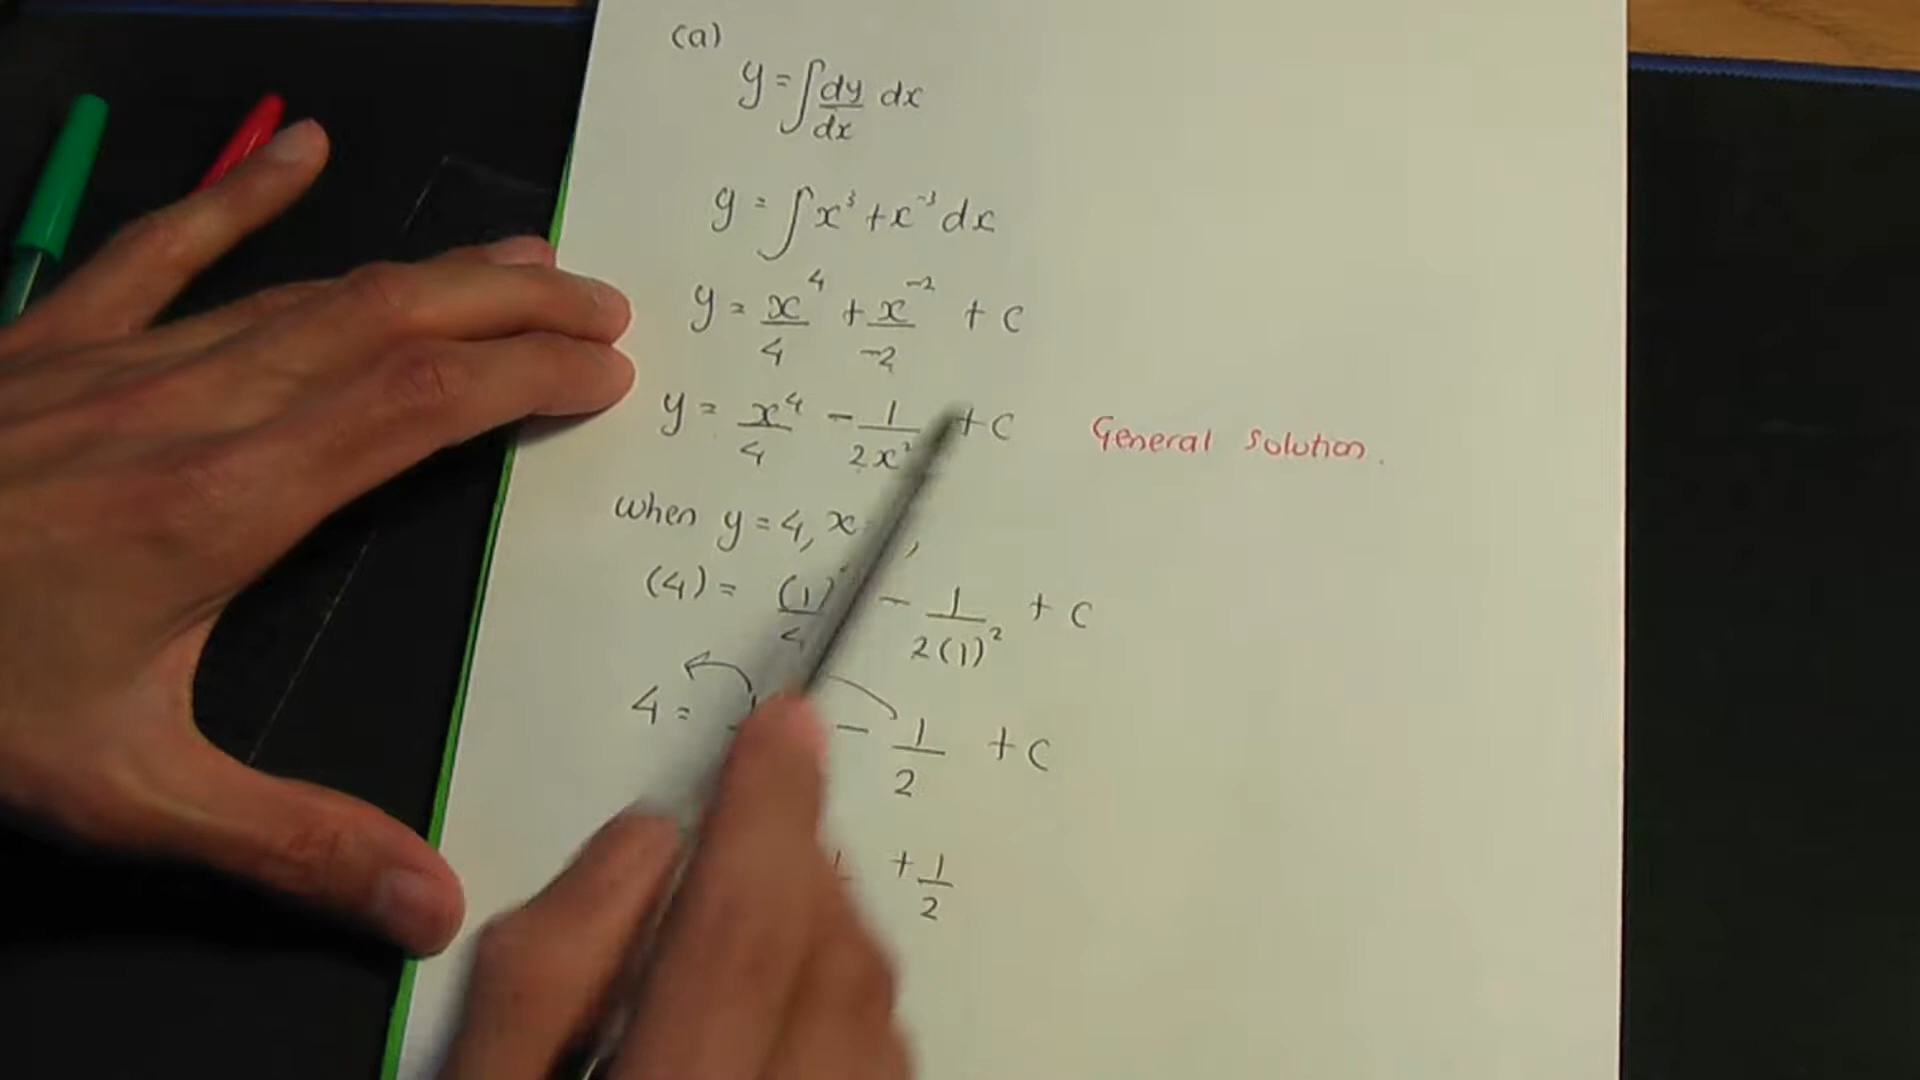 (a)
y = ∫ dy/dx dx
y = ∫ x³ + x⁻³ dx
y = x⁴/4 + x⁻²/-2 + c
y = x⁴/4 - 1/2x² + c General Solution.
when y = 4, x ,
(4) = (1)/4 - 1/2(1)² + c
4 = - 1/2 + c
+ 1/2